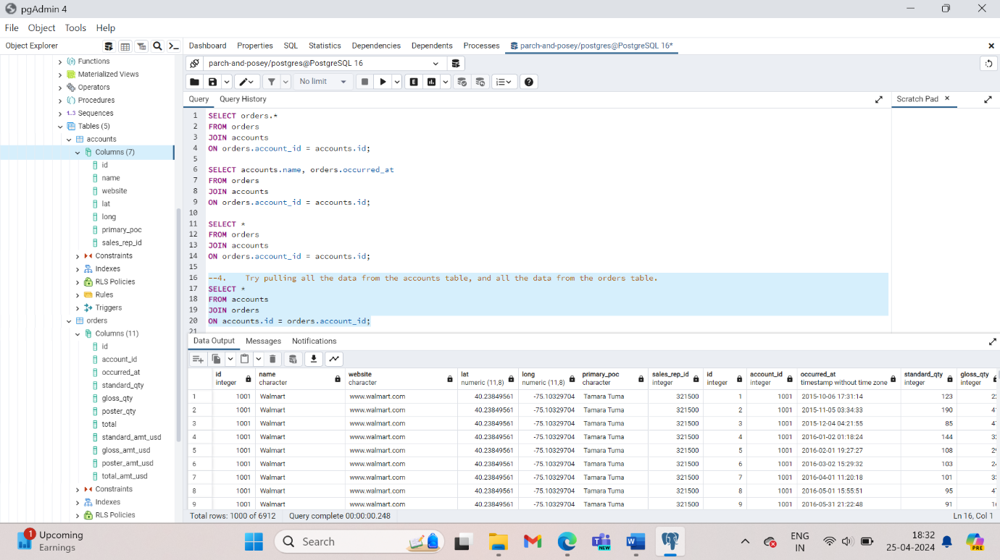 pgAdmin 4
File Object Tools Help
Object Explorer
Dashboard Properties SQL Statistics Dependencies Dependents Processes parch-and-posey/postgres@PostgreSQL 16*
Functions
Materialized Views
Operators
Procedures
1..3 Sequences
Tables (5)
accounts
Columns (7)
id
name
website
lat
long
primary_poc
sales_rep_id
Constraints
Indexes
RLS Policies
Rules
Triggers
orders
Columns (11)
id
account_id
occurred_at
standard_qty
gloss_qty
poster_qty
total
standard_amt_usd
gloss_amt_usd
poster_amt_usd
total_amt_usd
Constraints
Indexes
RLS Policies
parch-and-posey/postgres@PostgreSQL 16
No limit
E
Query Query History
Scratch Pad
1 SELECT orders.*
2 FROM orders
3 JOIN accounts
4 ON orders.account_id = accounts.id;
5
6 SELECT accounts.name, orders.occurred_at
7 FROM orders
8 JOIN accounts
9 ON orders.account_id = accounts.id;
10
11 SELECT *
12 FROM orders
13 JOIN accounts
14 ON orders.account_id = accounts.id;
15
16 --4. Try pulling all the data from the accounts table, and all the data from the orders table.
17 SELECT *
18 FROM accounts
19 JOIN orders
20 ON accounts.id = orders.account_id;
21
Data Output Messages Notifications
id name website lat long primary_poc sales_rep_id id account_id occurred_at standard_qty gloss_qty
integer character character numeric (11,8) numeric (11,8) character integer integer integer timestamp without time zone integer integer
1 1001 Walmart www.walmart.com 40.23849561 -75.10329704 Tamara Tuma 321500 1 1001 2015-10-06 17:31:14 123
2 1001 Walmart www.walmart.com 40.23849561 -75.10329704 Tamara Tuma 321500 2 1001 2015-11-05 03:34:33 190
3 1001 Walmart www.walmart.com 40.23849561 -75.10329704 Tamara Tuma 321500 3 1001 2015-12-04 04:21:55 85
4 1001 Walmart www.walmart.com 40.23849561 -75.10329704 Tamara Tuma 321500 4 1001 2016-01-02 01:18:24 144
5 1001 Walmart www.walmart.com 40.23849561 -75.10329704 Tamara Tuma 321500 5 1001 2016-02-01 19:27:27 108
6 1001 Walmart www.walmart.com 40.23849561 -75.10329704 Tamara Tuma 321500 6 1001 2016-03-02 15:29:32 103
7 1001 Walmart www.walmart.com 40.23849561 -75.10329704 Tamara Tuma 321500 7 1001 2016-04-01 11:20:18 101
8 1001 Walmart www.walmart.com 40.23849561 -75.10329704 Tamara Tuma 321500 8 1001 2016-05-01 15:55:51 95
9 1001 Walmart www.walmart.com 40.23849561 -75.10329704 Tamara Tuma 321500 9 1001 2016-05-31 21:22:48 91
Total rows: 1000 of 6912 Query complete 00:00:00.248
Ln 16, Col 1
1
Upcoming
Earnings
Search
NEW
ENG
IN
18:32
25-04-2024
PRE